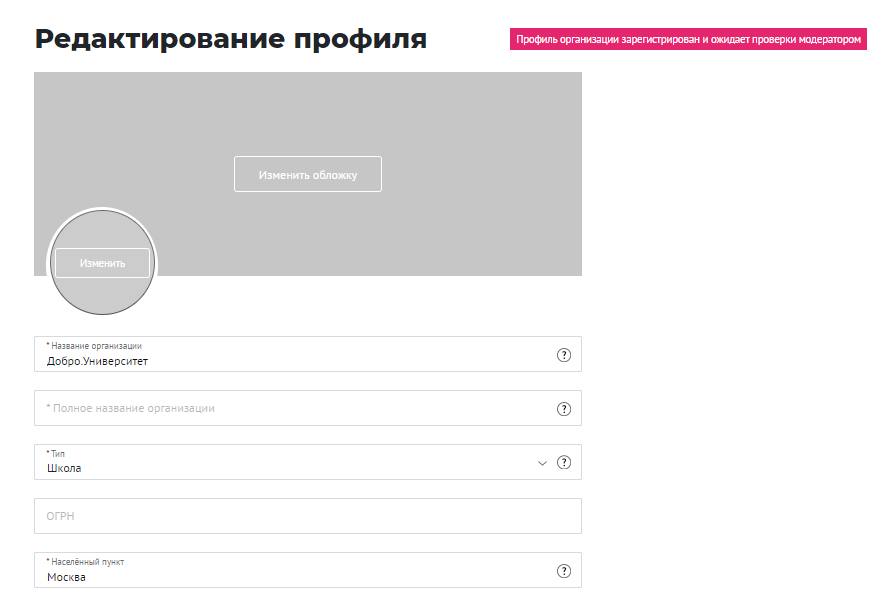 Редактирование профиля
Профиль организации зарегистрирован и ожидает проверки модератором
Изменить обложку
Изменить
* Название организации
Добро.Университет
?
* Полное название организации
?
* Тип
Школа
?
ОГРН
* Населённый пункт
Москва
?